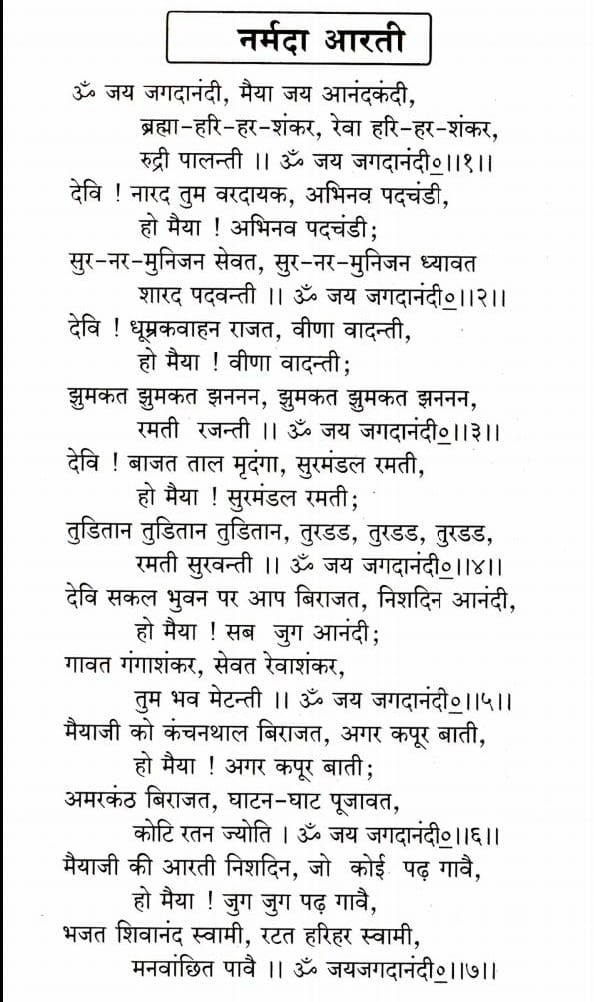 नर्मदा आरती
ॐ जय जगदानंदी, मैया जय आनंदकंदी,
ब्रह्मा-हरि-हर-शंकर, रेवा हरि-हर-शंकर,
रुद्री पालन्ती ।। ॐ जय जगदानंदी०।।१।।
देवि ! नारद तुम वरदायक, अभिनव पदचंडी,
हो मैया ! अभिनव पदचंडी;
सुर-नर-मुनिजन सेवत, सुर-नर-मुनिजन ध्यावत
शारद पदवन्ती ।। ॐ जय जगदानंदी०।।२।।
देवि ! धूम्रकवाहन राजत, वीणा वादन्ती,
हो मैया ! वीणा वादन्ती;
झुमकत झुमकत झननन, झुमकत झुमकत झननन,
रमती रजन्ती ।। ॐ जय जगदानंदी०।।३।।
देवि ! बाजत ताल मृदंगा, सुरमंडल रमती,
हो मैया ! सुरमंडल रमती;
तुडितान तुडितान तुडितान, तुरडड, तुरडड, तुरडड,
रमती सुरवन्ती ।। ॐ जय जगदानंदी०।।४।।
देवि सकल भुवन पर आप बिराजत, निशदिन आनंदी,
हो मैया ! सब जुग आनंदी;
गावत गंगाशंकर, सेवत रेवाशंकर,
तुम भव मेटन्ती ।। ॐ जय जगदानंदी०।।५।।
मैयाजी को कंचनथाल बिराजत, अगर कपूर बाती,
हो मैया ! अगर कपूर बाती;
अमरकंठ बिराजत, घाटन-घाट पूजावत,
कोटि रतन ज्योति । ॐ जय जगदानंदी०।।६।।
मैयाजी की आरती निशदिन, जो कोई पढ़ गावै,
हो मैया ! जुग जुग पढ़ गावै,
भजत शिवानंद स्वामी, रटत हरिहर स्वामी,
मनवांछित पावै ।। ॐ जयजगदानंदी०।।७।।